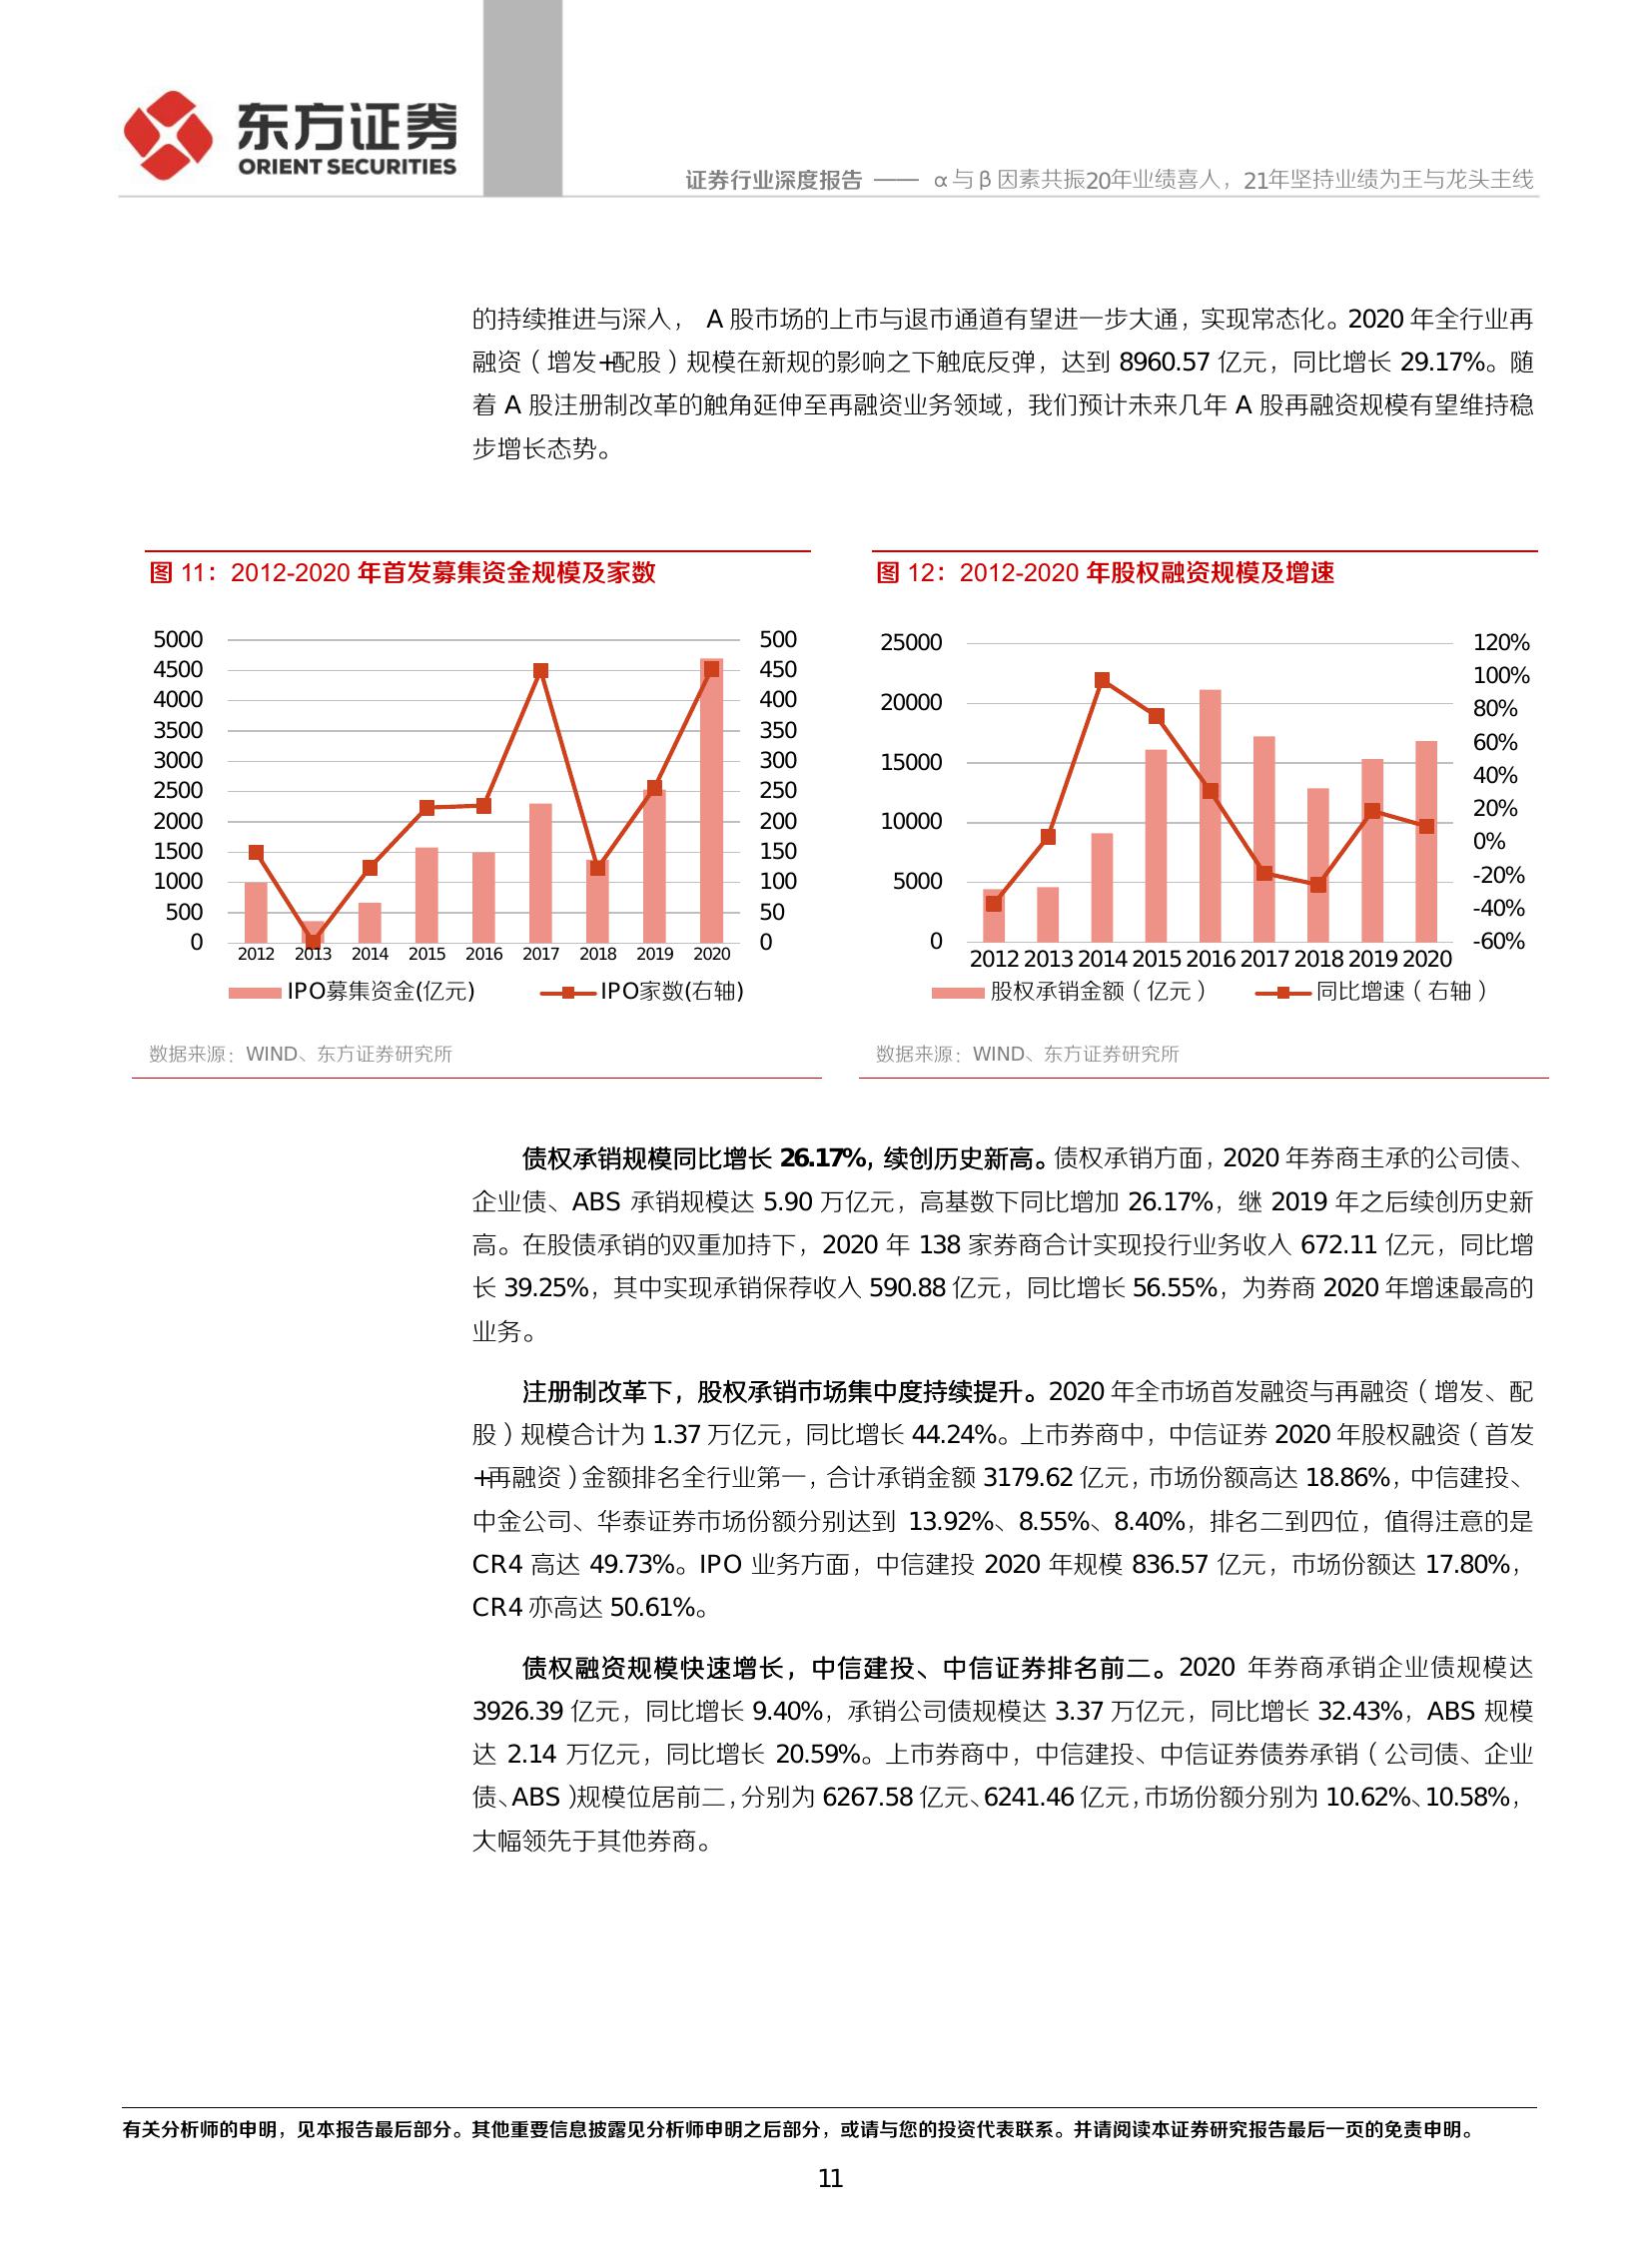 东方证券
ORIENT SECURITIES
证券行业深度报告 —— α与β因素共振20年业绩喜人，21年坚持业绩为王与龙头主线
的持续推进与深入， A 股市场的上市与退市通道有望进一步大通，实现常态化。2020 年全行业再
融资（增发+配股）规模在新规的影响之下触底反弹，达到 8960.57 亿元，同比增长 29.17%。随
着 A 股注册制改革的触角延伸至再融资业务领域，我们预计未来几年 A 股再融资规模有望维持稳
步增长态势。
图 11：2012-2020 年首发募集资金规模及家数
5000
4500
4000
3500
3000
2500
2000
1500
1000
500
0
500
450
400
350
300
250
200
150
100
50
0
2012 2013 2014 2015 2016 2017 2018 2019 2020
IPO募集资金(亿元) IPO家数(右轴)
数据来源：WIND、东方证券研究所
图 12：2012-2020 年股权融资规模及增速
25000
20000
15000
10000
5000
0
120%
100%
80%
60%
40%
20%
0%
-20%
-40%
-60%
2012 2013 2014 2015 2016 2017 2018 2019 2020
股权承销金额（亿元） 同比增速（右轴）
数据来源：WIND、东方证券研究所
债权承销规模同比增长 26.17%，续创历史新高。债权承销方面，2020 年券商主承的公司债、
企业债、ABS 承销规模达 5.90 万亿元，高基数下同比增加 26.17%，继 2019 年之后续创历史新
高。在股债承销的双重加持下，2020 年 138 家券商合计实现投行业务收入 672.11 亿元，同比增
长 39.25%，其中实现承销保荐收入 590.88 亿元，同比增长 56.55%，为券商 2020 年增速最高的
业务。
注册制改革下，股权承销市场集中度持续提升。2020 年全市场首发融资与再融资（增发、配
股）规模合计为 1.37 万亿元，同比增长 44.24%。上市券商中，中信证券 2020 年股权融资（首发
+再融资）金额排名全行业第一，合计承销金额 3179.62 亿元，市场份额高达 18.86%，中信建投、
中金公司、华泰证券市场份额分别达到 13.92%、8.55%、8.40%，排名二到四位，值得注意的是
CR4 高达 49.73%。IPO 业务方面，中信建投 2020 年规模 836.57 亿元，市场份额达 17.80%，
CR4 亦高达 50.61%。
债权融资规模快速增长，中信建投、中信证券排名前二。2020 年券商承销企业债规模达
3926.39 亿元，同比增长 9.40%，承销公司债规模达 3.37 万亿元，同比增长 32.43%，ABS 规模
达 2.14 万亿元，同比增长 20.59%。上市券商中，中信建投、中信证券债券承销（公司债、企业
债、ABS）规模位居前二，分别为 6267.58 亿元、6241.46 亿元，市场份额分别为 10.62%、10.58%，
大幅领先于其他券商。
有关分析师的申明，见本报告最后部分。其他重要信息披露见分析师申明之后部分，或请与您的投资代表联系。并请阅读本证券研究报告最后一页的免责申明。
11